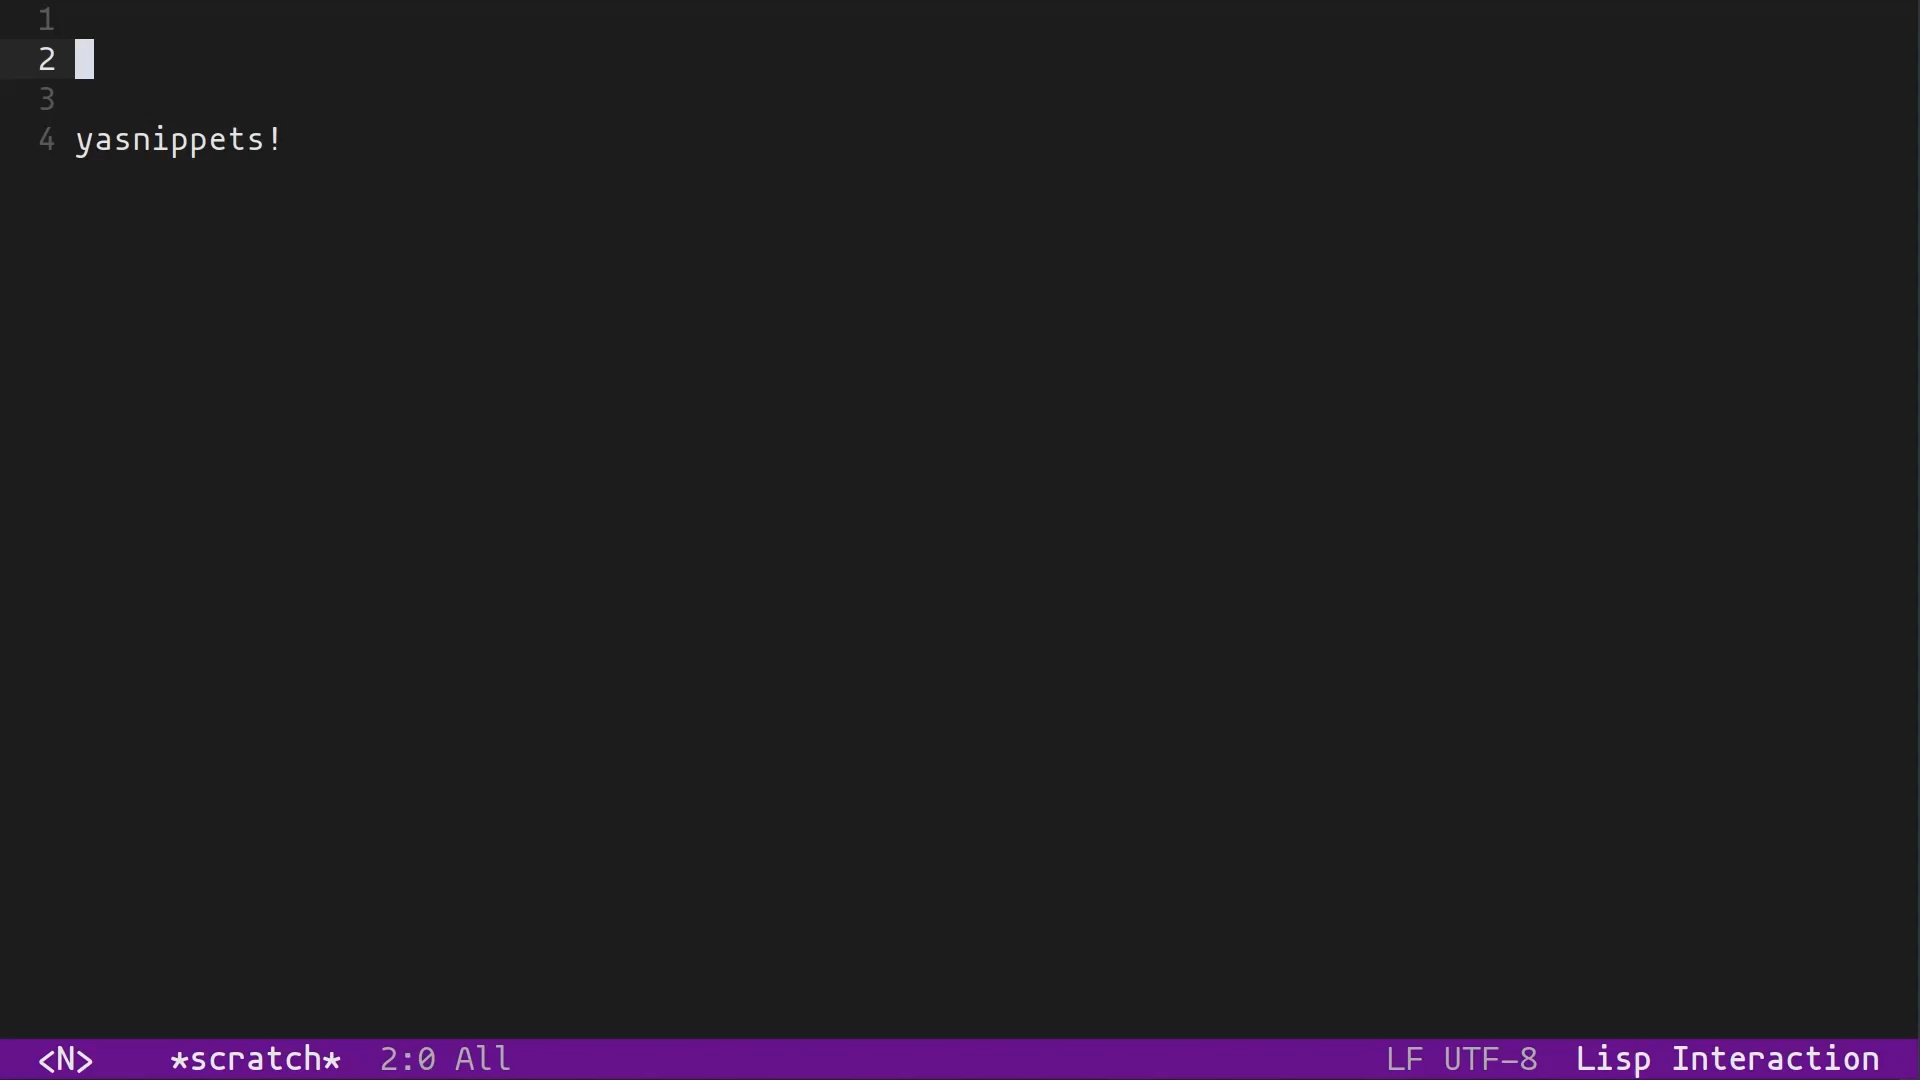 1
2
3
4 yasnippets!
<N> *scratch* 2:0 All LF UTF-8 Lisp Interaction